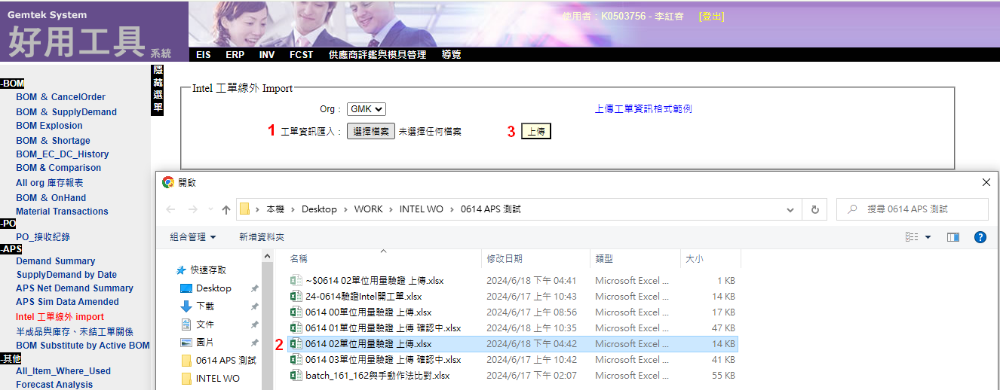 Gemtek System
好用工具 系統
使用者：K0503756 - 李紅春 [登出]
EIS ERP INV FCST 供應商評鑑與模具管理 導覽
隱藏選單
-BOM
BOM & CancelOrder
BOM & SupplyDemand
BOM Explosion
BOM & Shortage
BOM_EC_DC_History
BOM & Comparison
All org 庫存報表
BOM & OnHand
Material Transactions
-PO
PO_接收紀錄
-APS
Demand Summary
SupplyDemand by Date
APS Net Demand Summary
APS Sim Data Amended
Intel 工單線外 import
半成品與庫存、未結工單關係
BOM Substitute by Active BOM
-其他
All_Item_Where_Used
Forecast Analysis
Intel 工單線外 Import
Org： GMK 上傳工單資訊格式範例
1 工單資訊匯入： 選擇檔案 未選擇任何檔案 3 上傳
開啟
本機 › Desktop › WORK › INTEL WO › 0614 APS 測試 搜尋 0614 APS 測試
組合管理 新增資料夾
快速存取
Desktop
下載
文件
圖片
0614 APS 測試
INTEL WO
名稱 修改日期 類型 大小
~$0614 02單位用量驗證 上傳.xlsx 2024/6/18 下午 04:41 Microsoft Excel ... 1 KB
24-0614驗證Intel開工單.xlsx 2024/6/17 上午 10:43 Microsoft Excel ... 14 KB
0614 00單位用量驗證 上傳.xlsx 2024/6/17 上午 08:56 Microsoft Excel ... 17 KB
0614 01單位用量驗證 上傳 確認中.xlsx 2024/6/18 上午 10:35 Microsoft Excel ... 47 KB
2 0614 02單位用量驗證 上傳.xlsx 2024/6/18 下午 04:42 Microsoft Excel ... 14 KB
0614 03單位用量驗證 上傳 確認中.xlsx 2024/6/17 上午 10:42 Microsoft Excel ... 41 KB
batch_161_162與手動作法比對.xlsx 2024/6/17 下午 02:07 Microsoft Excel ... 55 KB